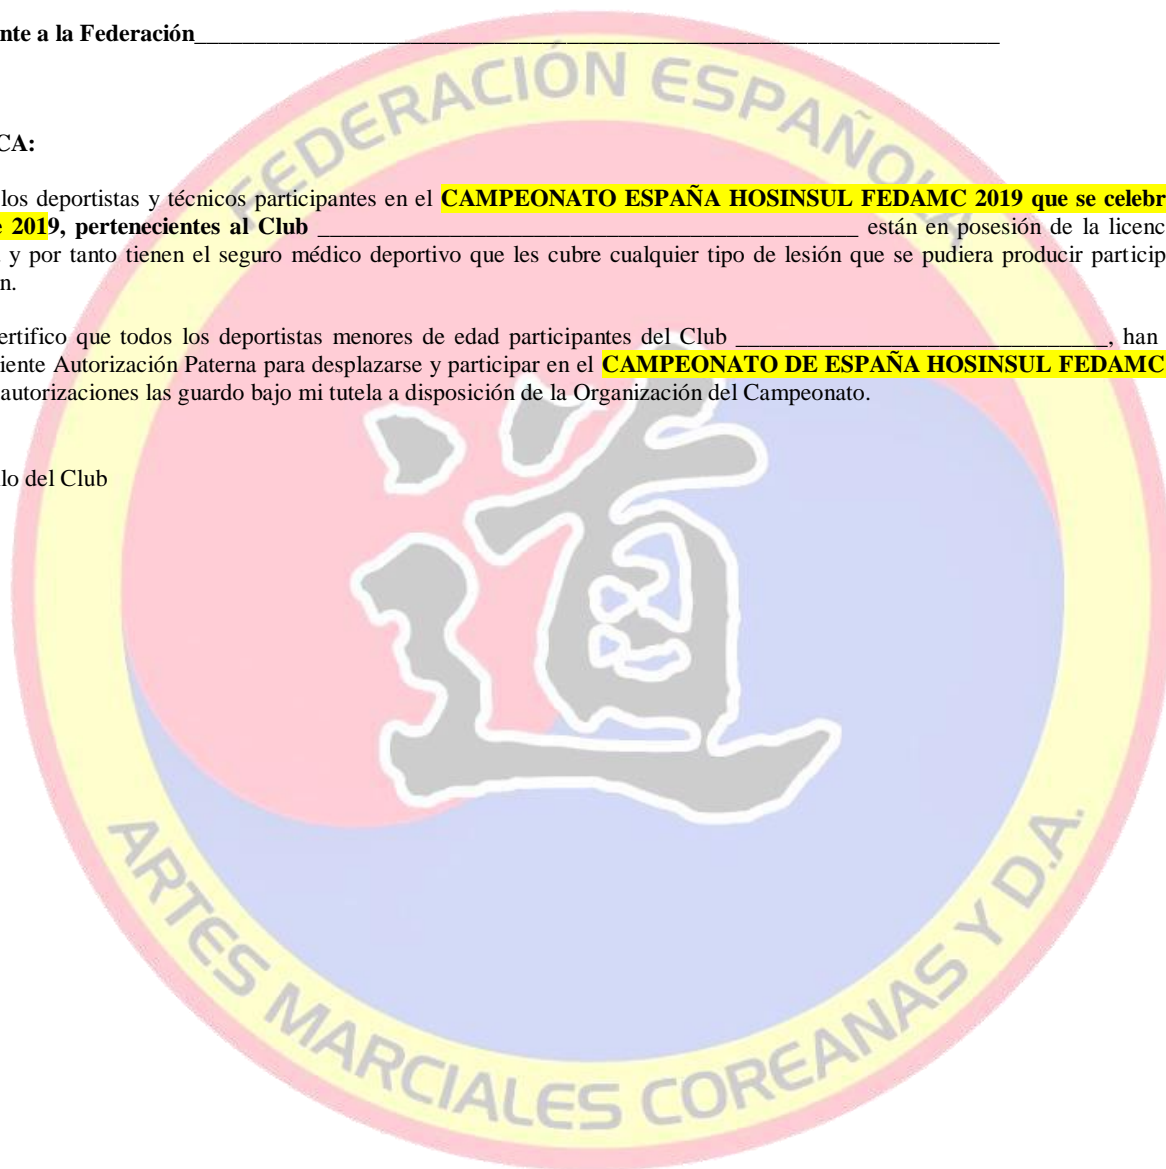 nte a la Federación___________________________________________________________________
CA:
los deportistas y técnicos participantes en el CAMPEONATO ESPAÑA HOSINSUL FEDAMC 2019 que se celebr
e 2019, pertenecientes al Club _____________________________________________ están en posesión de la licenc
y por tanto tienen el seguro médico deportivo que les cubre cualquier tipo de lesión que se pudiera producir particip
n.
ertifico que todos los deportistas menores de edad participantes del Club _______________________________, han
iente Autorización Paterna para desplazarse y participar en el CAMPEONATO DE ESPAÑA HOSINSUL FEDAMC
autorizaciones las guardo bajo mi tutela a disposición de la Organización del Campeonato.
lo del Club
FEDERACIÓN ESPAÑOLA
道
ARTES MARCIALES COREANAS Y D.A.